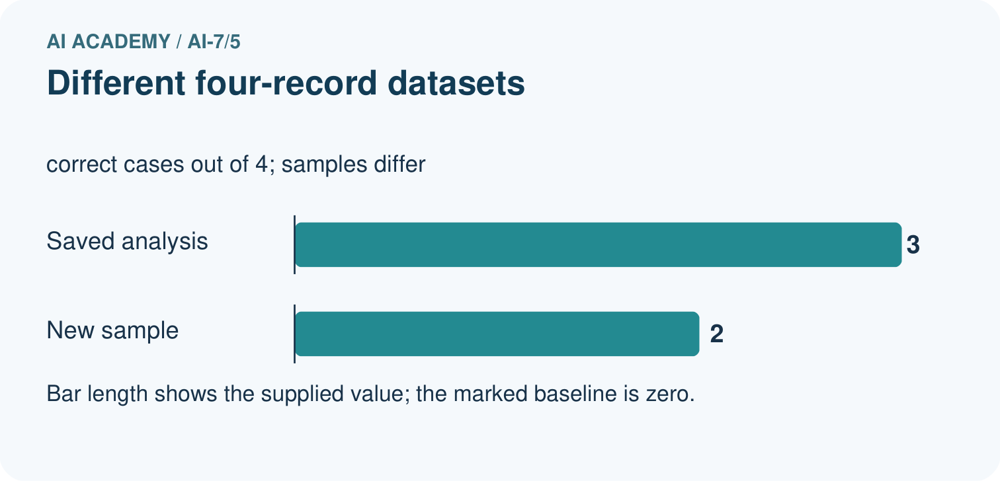 AI ACADEMY / AI-7/5
Different four-record datasets
correct cases out of 4; samples differ
Saved analysis
3
New sample
2
Bar length shows the supplied value; the marked baseline is zero.